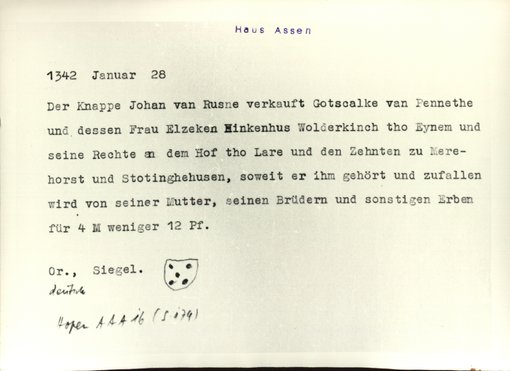 Haus Assen
1342 Januar 28
Der Knappe Johan van Rusne verkauft Gotscalke van Pennethe
und dessen Frau Elzeken Hinkenhus Wolderkinch tho Eynem und
seine Rechte an dem Hof tho Lare und den Zehnten zu Mere-
horst und Stotinghehusen, soweit er ihm gehört und zufallen
wird von seiner Mutter, seinen Brüdern und sonstigen Erben
für 4 M weniger 12 Pf.
Or., Siegel.
deutsch
A A A 16 (S 179)